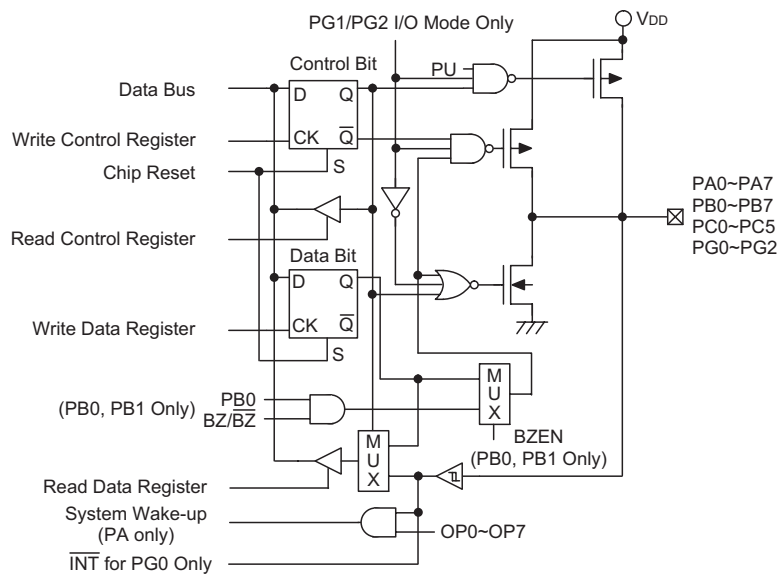 PG1/PG2 I/O Mode Only
VDD
Control Bit
PU
Data Bus
D
Q
Write Control Register
CK
Q̅
Chip Reset
S
PA0~PA7
PB0~PB7
PC0~PC5
PG0~PG2
Read Control Register
Data Bit
D
Q
Write Data Register
CK
Q̅
S
M
U
X
PB0
(PB0, PB1 Only)
BZ/B̅Z̅
BZEN
(PB0, PB1 Only)
M
U
X
Read Data Register
System Wake-up
(PA only)
OP0~OP7
I̅N̅T̅ for PG0 Only